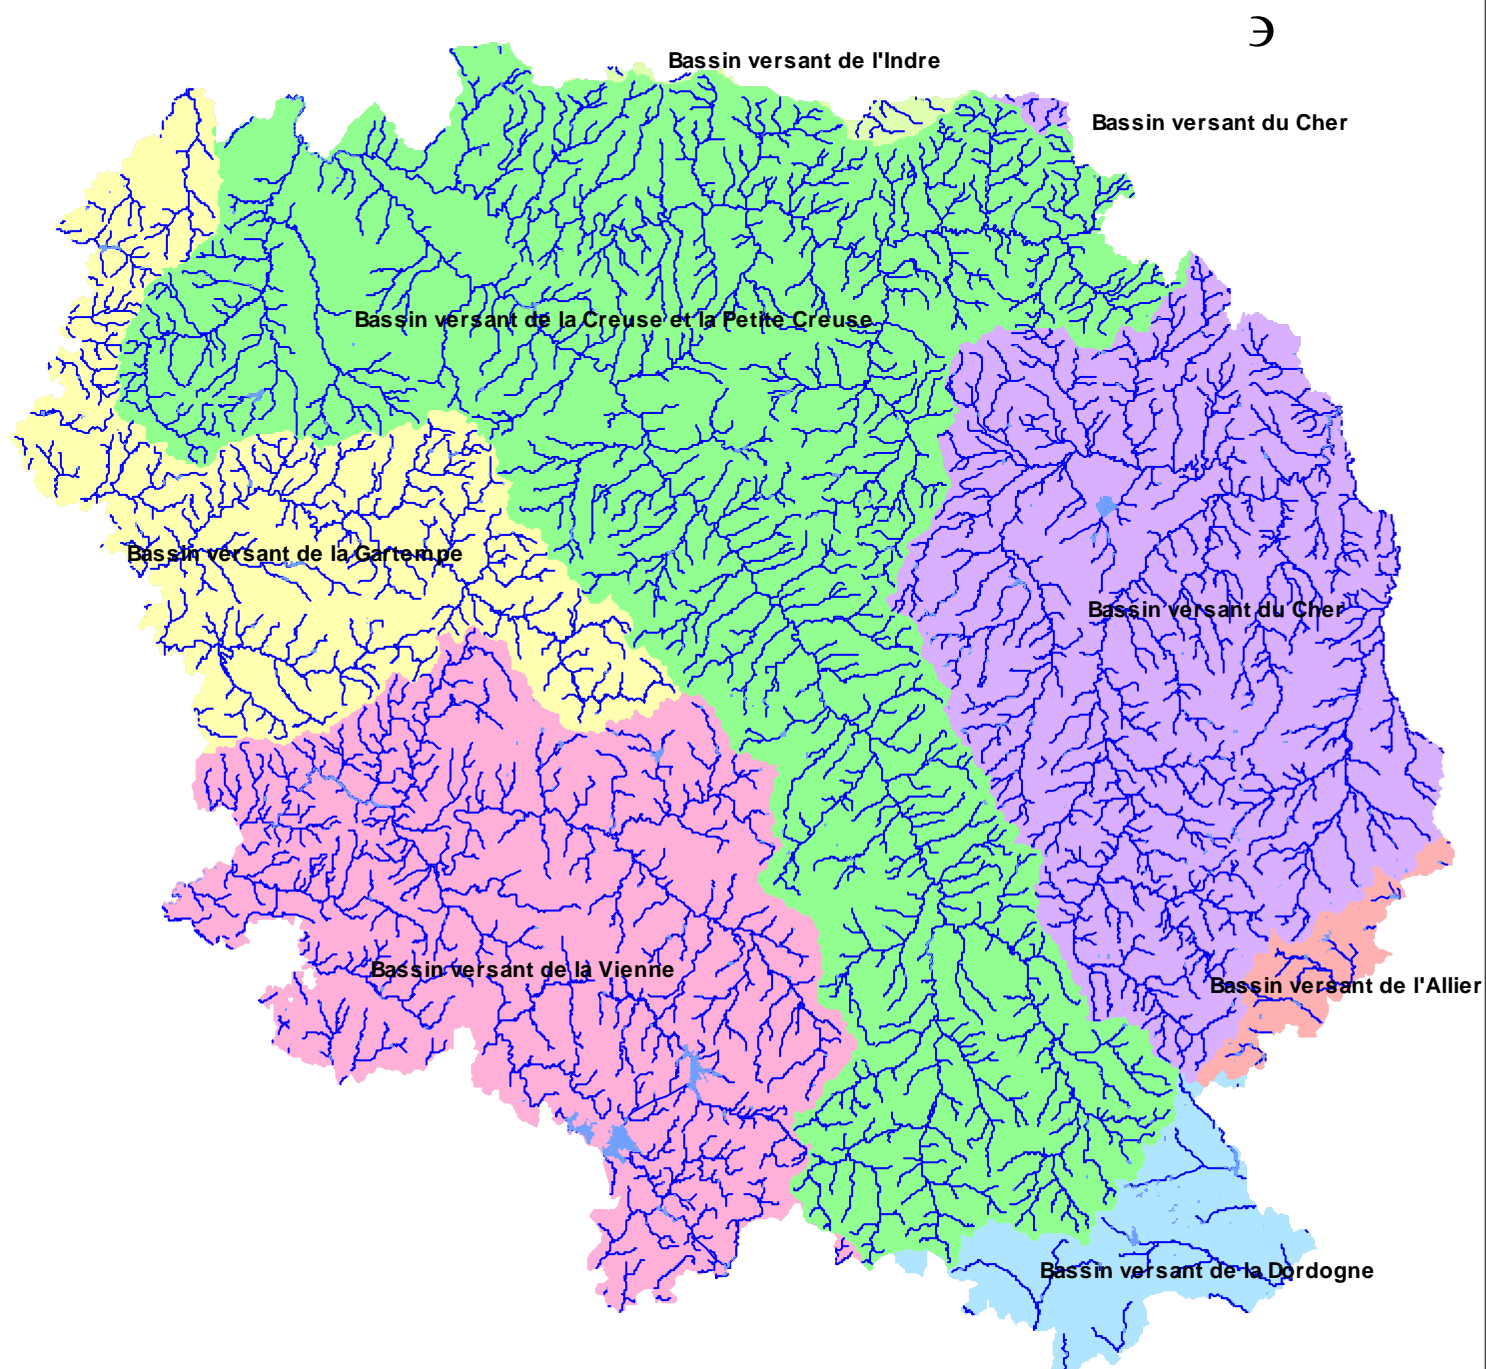 э
Bassin versant de l'Indre
Bassin versant du Cher
Bassin versant de la Creuse et la Petite Creuse
Bassin versant de la Gartempe
Bassin versant du Cher
Bassin versant de la Vienne
Bassin versant de l'Allier
Bassin versant de la Dordogne